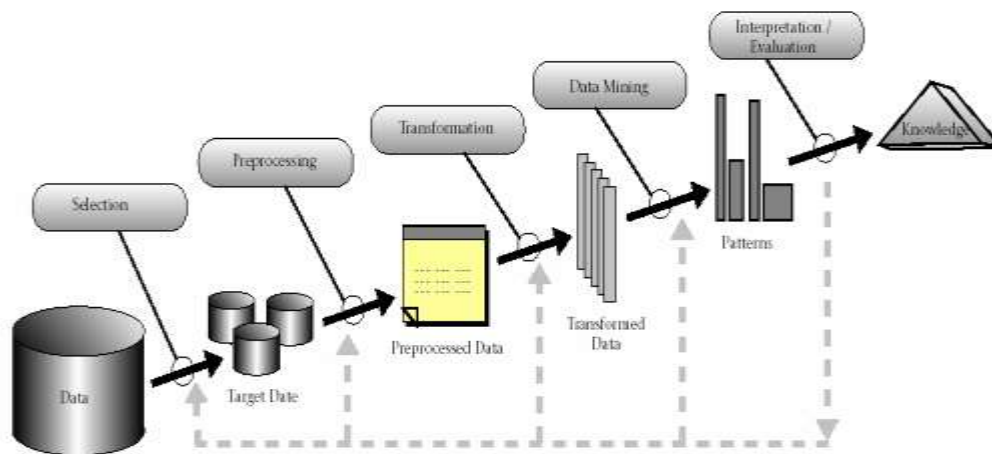 Interpretation /
Evaluation
Data Mining
Knowledge
Transformation
Preprocessing
Selection
Patterns
Transformed
Data
Preprocessed Data
Target Date
Data